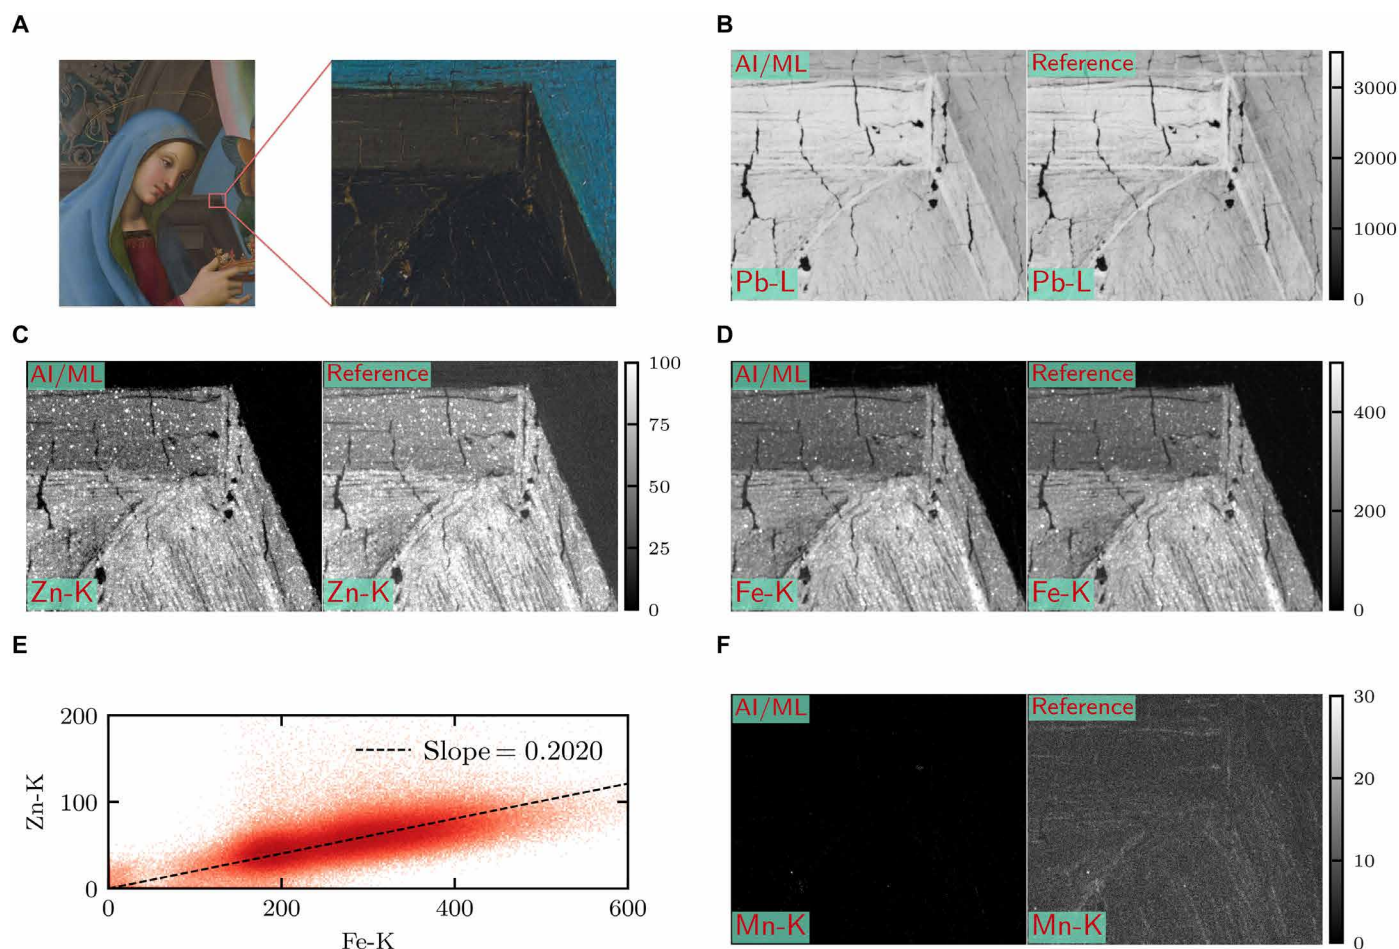 A
B
AI/ML
Reference
Pb-L
Pb-L
3000
2000
1000
0
C
AI/ML
Reference
Zn-K
Zn-K
100
75
50
25
0
D
AI/ML
Reference
Fe-K
Fe-K
400
200
0
E
200
100
0
Zn-K
Slope = 0.2020
0
200
400
600
Fe-K
F
AI/ML
Reference
Mn-K
Mn-K
30
20
10
0